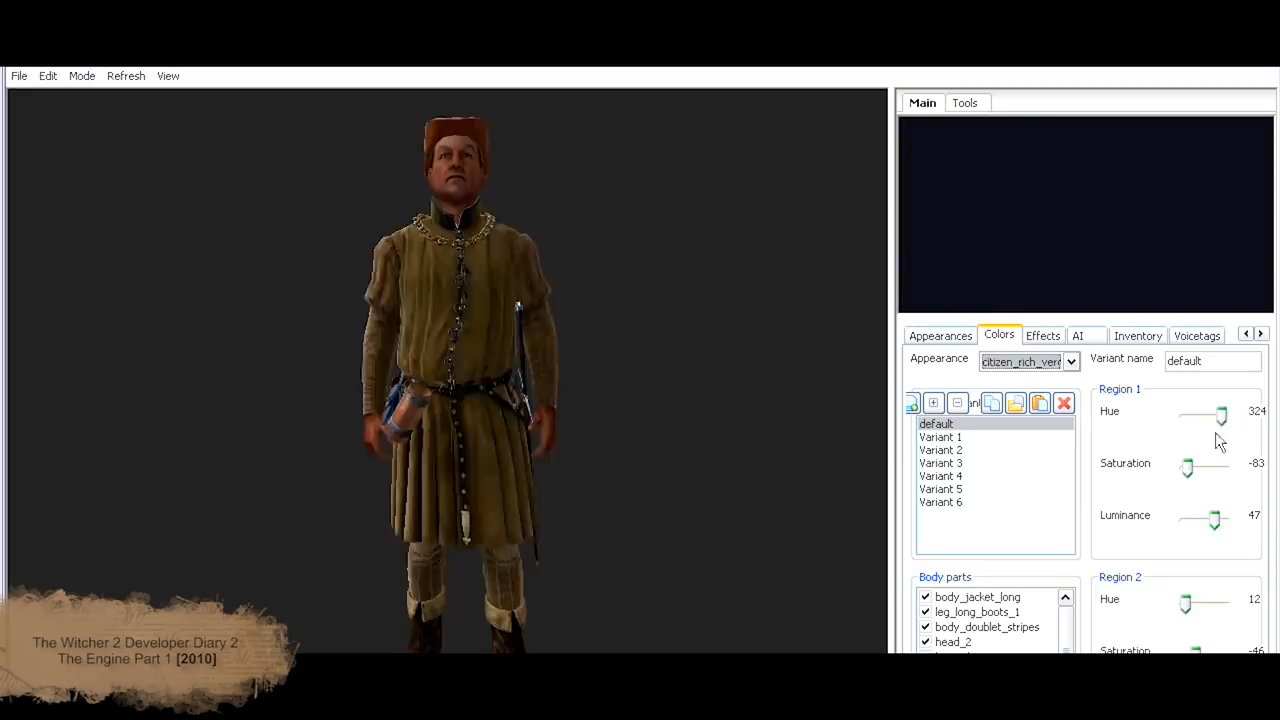 File Edit Mode Refresh View
Main Tools
Appearances Colors Effects AI Inventory Voicetags
Appearance citizen_rich_ver Variant name default
Region 1
Hue 324
default
Variant 1
Variant 2
Variant 3
Variant 4
Variant 5
Variant 6
Saturation -83
Luminance 47
Body parts
body_jacket_long
leg_long_boots_1
body_doublet_stripes
head_2
Region 2
Hue 12
Saturation -46
The Witcher 2 Developer Diary 2
The Engine Part 1 [2010]